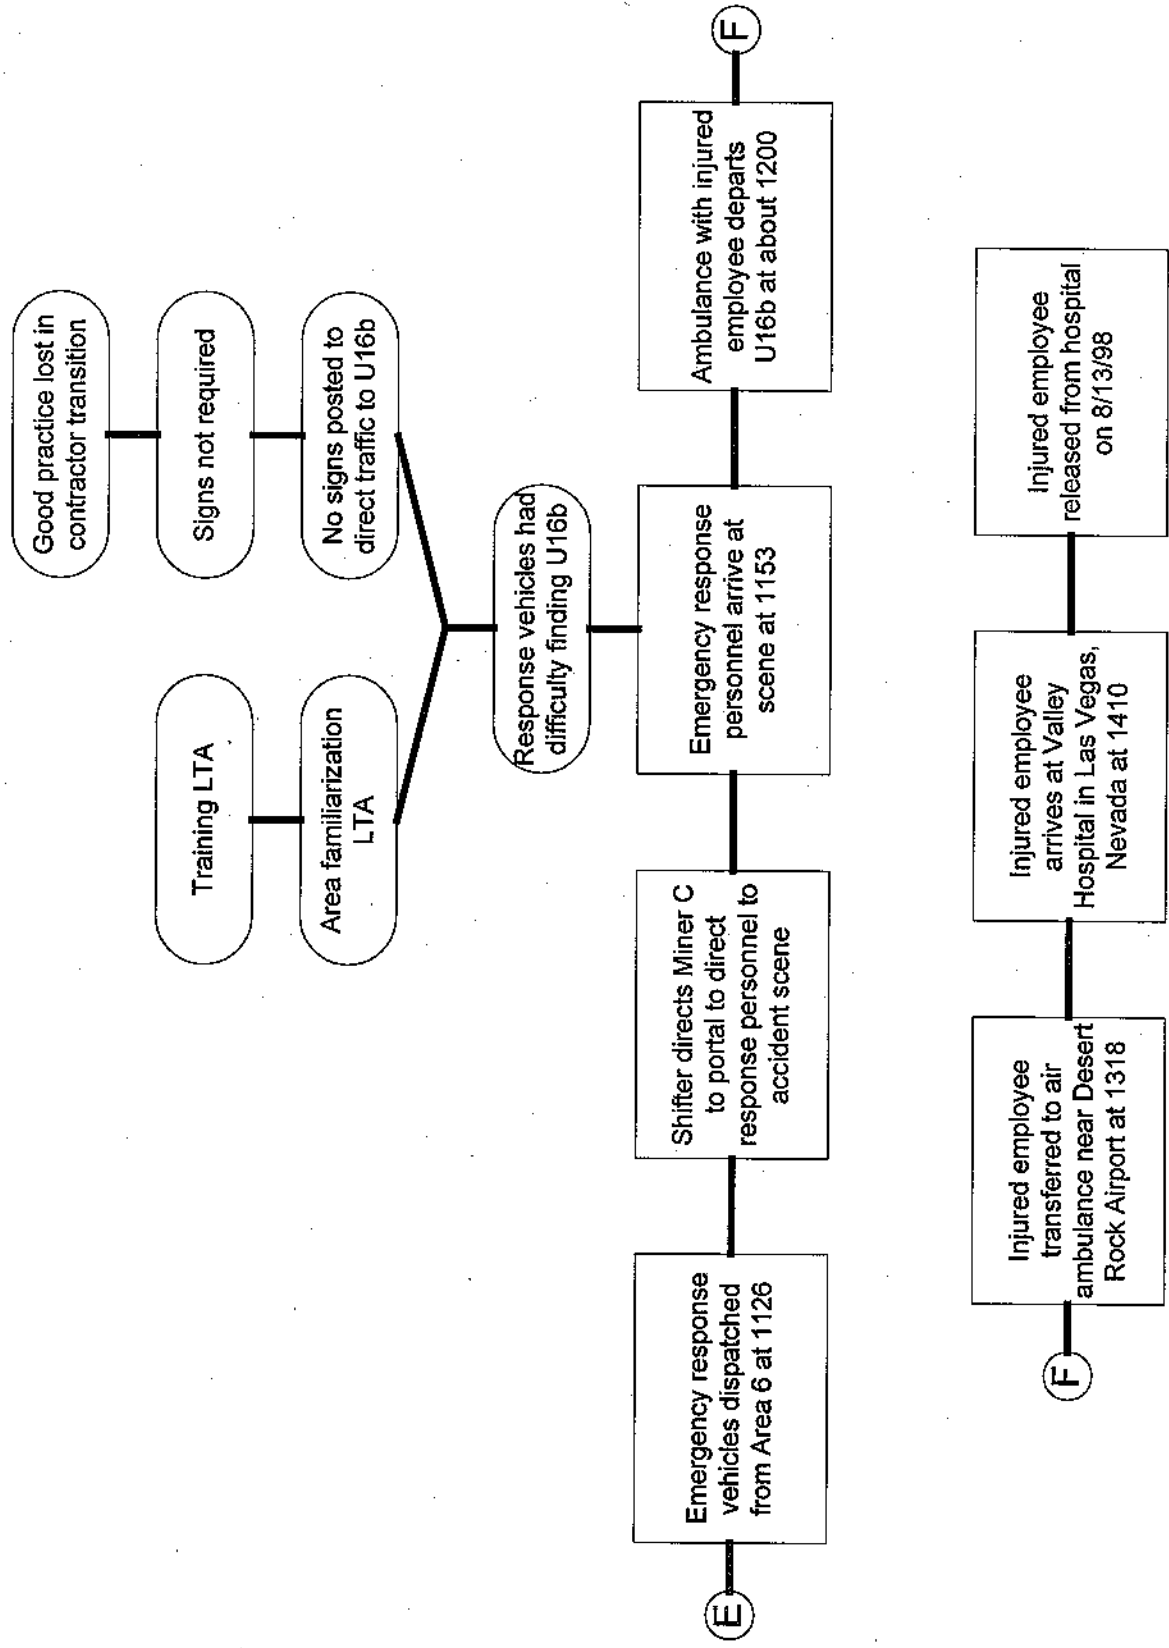 Good practice lost in
contractor transition
Training LTA
Signs not required
Area familiarization
LTA
No signs posted to
direct traffic to U16b
Response vehicles had
difficulty finding U16b
E
Emergency response
vehicles dispatched
from Area 6 at 1126
Shifter directs Miner C
to portal to direct
response personnel to
accident scene
Emergency response
personnel arrive at
scene at 1153
Ambulance with injured
employee departs
U16b at about 1200
F
F
Injured employee
transferred to air
ambulance near Desert
Rock Airport at 1318
Injured employee
arrives at Valley
Hospital in Las Vegas,
Nevada at 1410
Injured employee
released from hospital
on 8/13/98